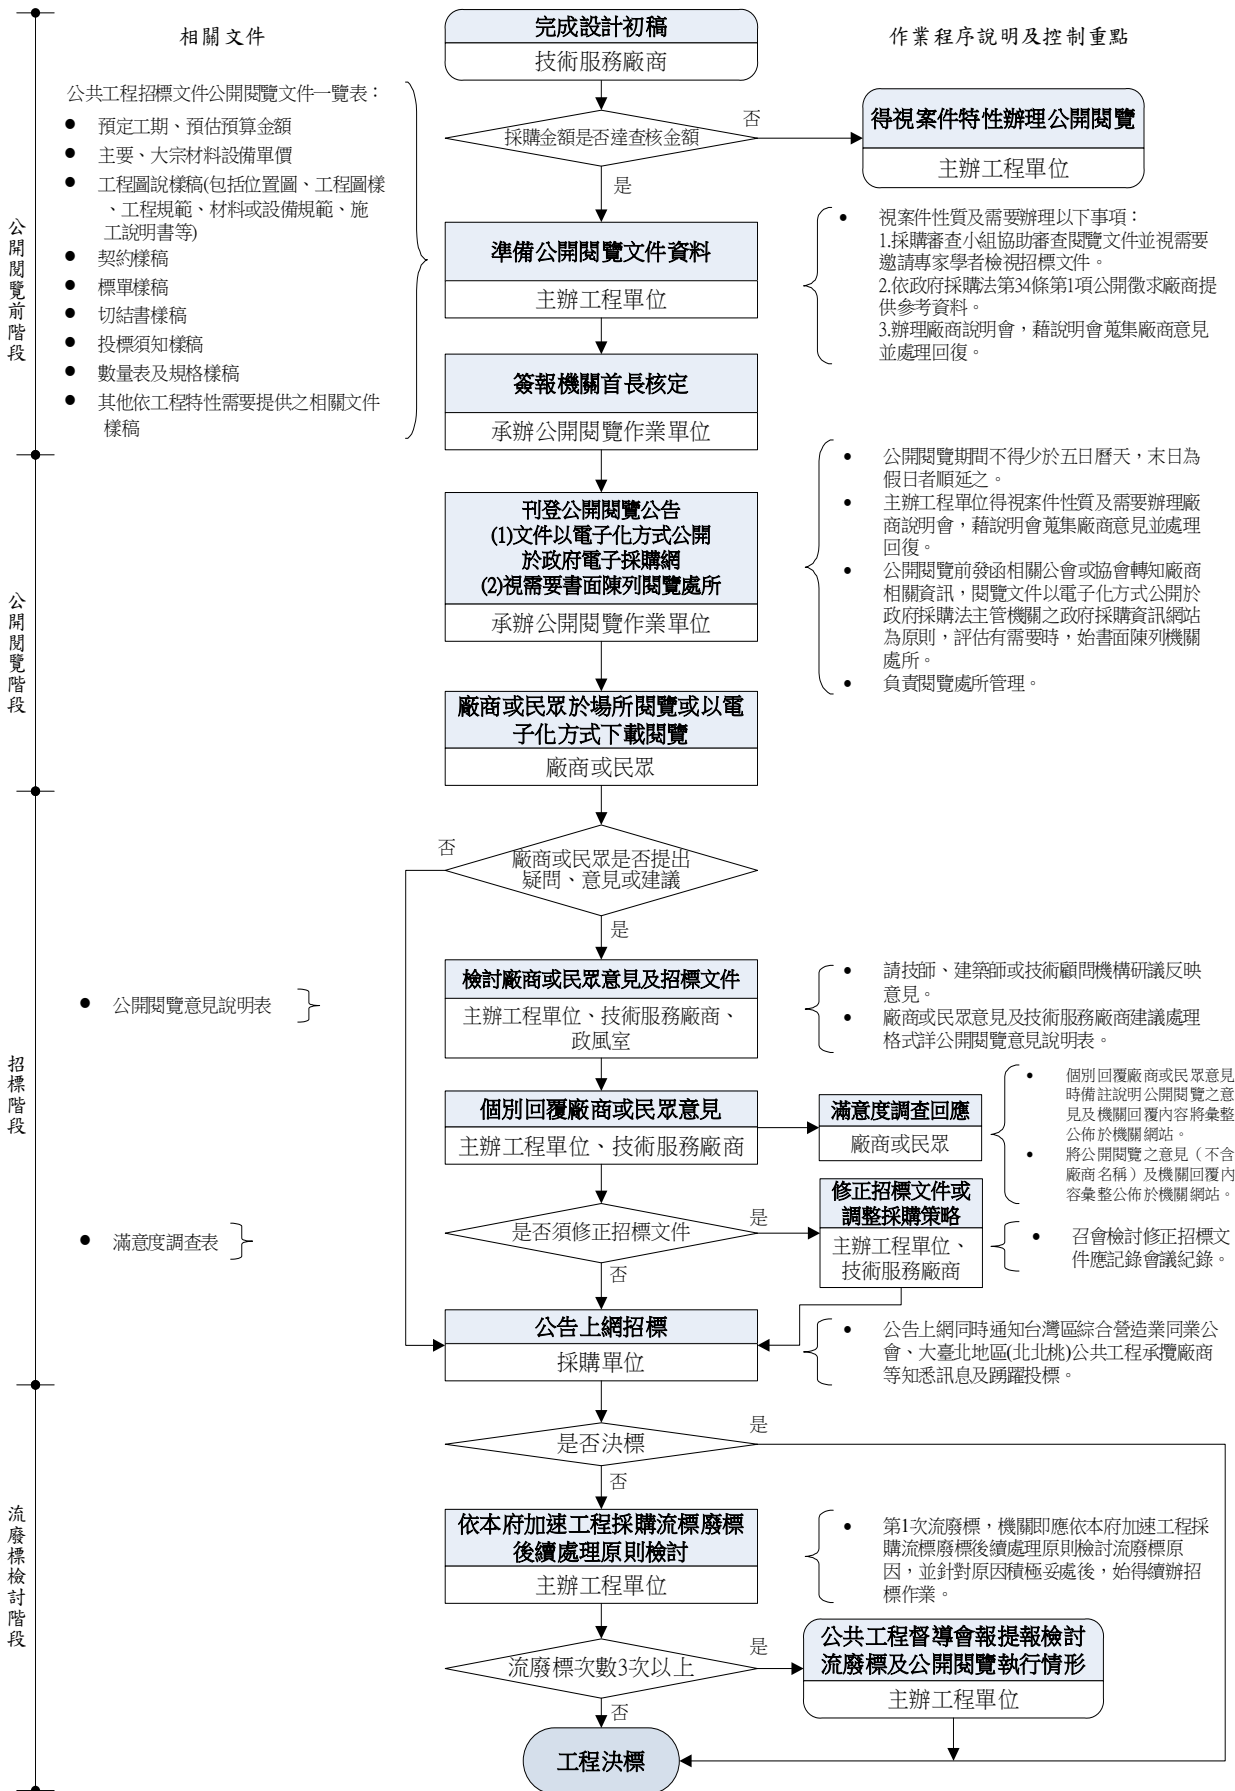 相關文件
完成設計初稿
技術服務廠商
作業程序說明及控制重點
公共工程招標文件公開閱覽文件一覽表：
● 預定工期、預估預算金額
● 主要、大宗材料設備單價
● 工程圖說樣稿(包括位置圖、工程圖樣
、工程規範、材料或設備規範、施
工說明書等)
● 契約樣稿
● 標單樣稿
● 切結書樣稿
● 投標須知樣稿
● 數量表及規格樣稿
● 其他依工程特性需要提供之相關文件
樣稿
採購金額是否達查核金額
否
是
得視案件特性辦理公開閱覽
主辦工程單位
公開閱覽前階段
準備公開閱覽文件資料
主辦工程單位
● 視案件性質及需要辦理以下事項：
1.採購審查小組協助審查閱覽文件並視需要
邀請專家學者檢視招標文件。
2.依政府採購法第34條第1項公開徵求廠商提
供參考資料。
3.辦理廠商說明會，藉說明會蒐集廠商意見
並處理回復。
簽報機關首長核定
承辦公開閱覽作業單位
公開閱覽階段
刊登公開閱覽公告
(1)文件以電子化方式公開
於政府電子採購網
(2)視需要書面陳列閱覽處所
承辦公開閱覽作業單位
● 公開閱覽期間不得少於五日曆天，末日為
假日者順延之。
● 主辦工程單位得視案件性質及需要辦理廠
商說明會，藉說明會蒐集廠商意見並處理
回復。
● 公開閱覽前發函相關公會或協會轉知廠商
相關資訊，閱覽文件以電子化方式公開於
政府採購法主管機關之政府採購資訊網站
為原則，評估有需要時，始書面陳列機關
處所。
● 負責閱覽處所管理。
廠商或民眾於場所閱覽或以電
子化方式下載閱覽
廠商或民眾
招標階段
廠商或民眾是否提出
疑問、意見或建議
否
是
● 公開閱覽意見說明表
檢討廠商或民眾意見及招標文件
主辦工程單位、技術服務廠商、
政風室
● 請技師、建築師或技術顧問機構研議反映
意見。
● 廠商或民眾意見及技術服務廠商建議處理
格式詳公開閱覽意見說明表。
個別回覆廠商或民眾意見
主辦工程單位、技術服務廠商
滿意度調查回應
廠商或民眾
● 個別回覆廠商或民眾意見
時備註說明公開閱覽之意
見及機關回覆內容將彙整
公佈於機關網站。
● 將公開閱覽之意見（不含
廠商名稱）及機關回覆內
容彙整公佈於機關網站。
● 滿意度調查表
是否須修正招標文件
是
否
修正招標文件或
調整採購策略
主辦工程單位、
技術服務廠商
● 召會檢討修正招標文
件應記錄會議紀錄。
公告上網招標
採購單位
● 公告上網同時通知台灣區綜合營造業同業公
會、大臺北地區(北北桃)公共工程承攬廠商
等知悉訊息及踴躍投標。
流廢標檢討階段
是否決標
是
否
依本府加速工程採購流標廢標
後續處理原則檢討
主辦工程單位
● 第1次流廢標，機關即應依本府加速工程採
購流標廢標後續處理原則檢討流廢標原
因，並針對原因積極妥處後，始得續辦招
標作業。
流廢標次數3次以上
是
否
公共工程督導會報提報檢討
流廢標及公開閱覽執行情形
主辦工程單位
工程決標